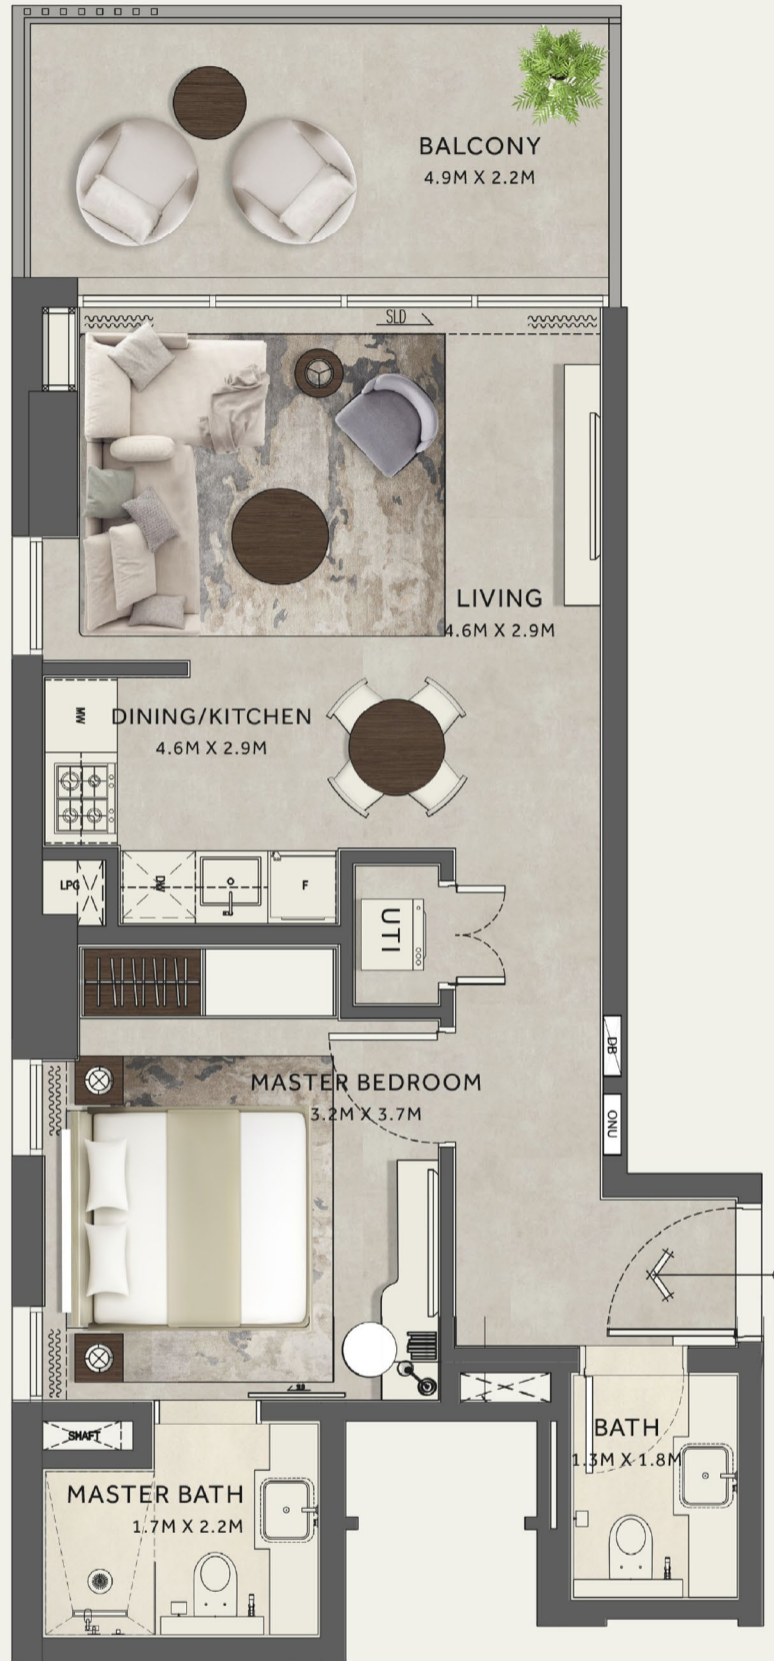 BALCONY
4.9M X 2.2M
SLD
LIVING
4.6M X 2.9M
MW
DINING/KITCHEN
4.6M X 2.9M
LPG
DW
F
UTI
DB
MASTER BEDROOM
3.2M X 3.7M
ONU
SHAFT
BATH
1.3M X 1.8M
MASTER BATH
1.7M X 2.2M